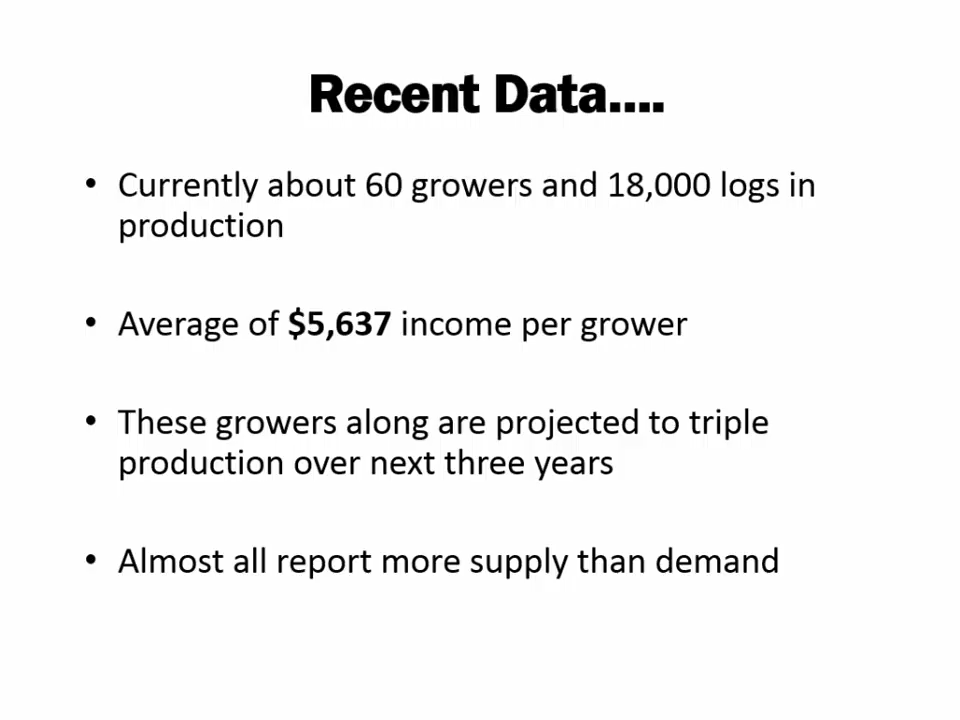 Recent Data....
• Currently about 60 growers and 18,000 logs in
production
• Average of $5,637 income per grower
• These growers along are projected to triple
production over next three years
• Almost all report more supply than demand